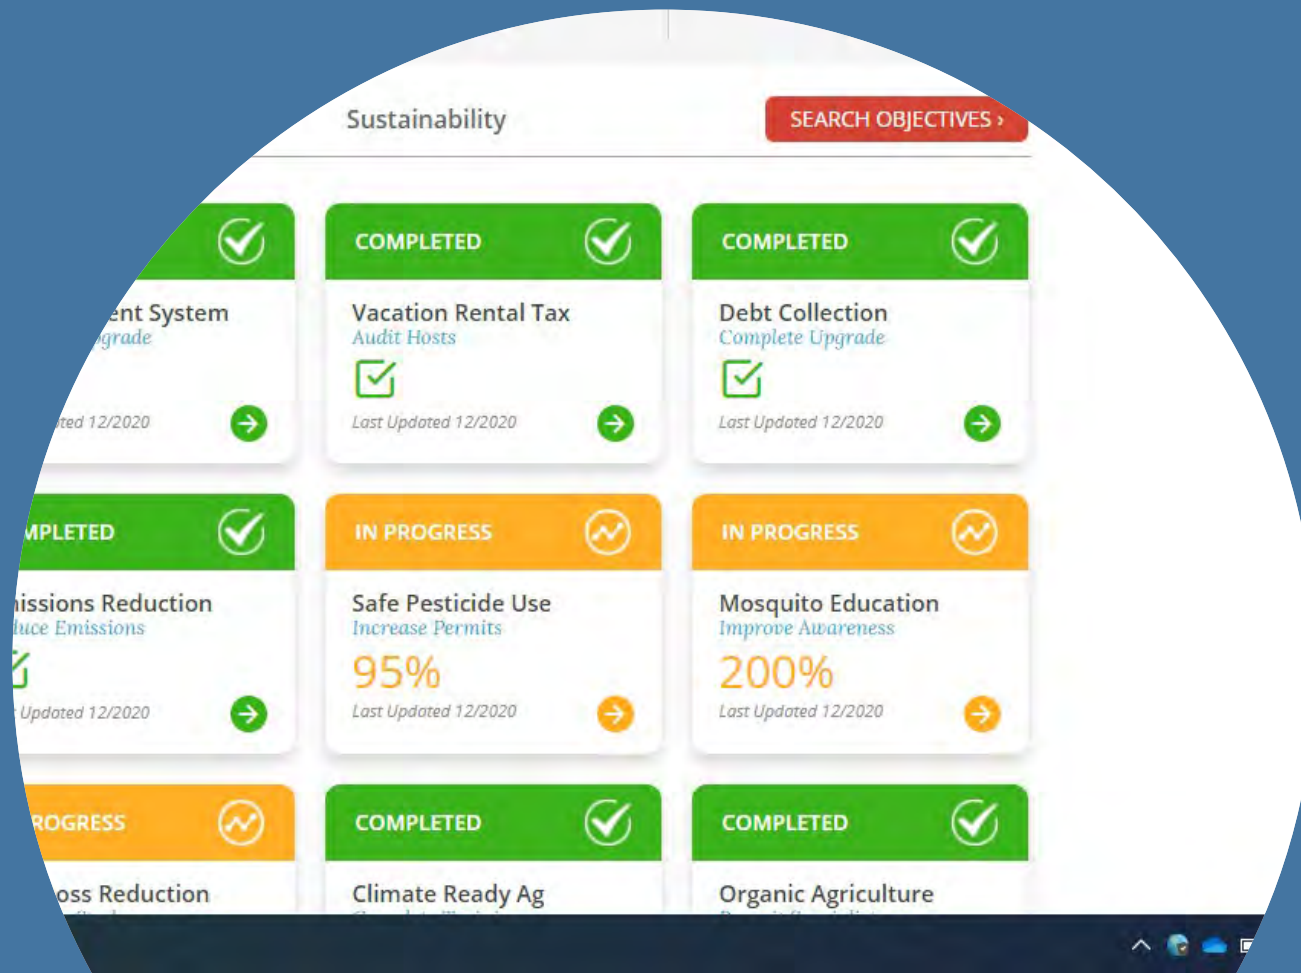 Sustainability
SEARCH OBJECTIVES ›
COMPLETED
COMPLETED
System
Vacation Rental Tax
Audit Hosts
Debt Collection
Complete Upgrade
12/2020
Last Updated 12/2020
Last Updated 12/2020
IN PROGRESS
IN PROGRESS
Reduction
Emissions
Safe Pesticide Use
Increase Permits
Mosquito Education
Improve Awareness
95%
200%
Updated 12/2020
Last Updated 12/2020
Last Updated 12/2020
COMPLETED
COMPLETED
Reduction
Climate Ready Ag
Organic Agriculture